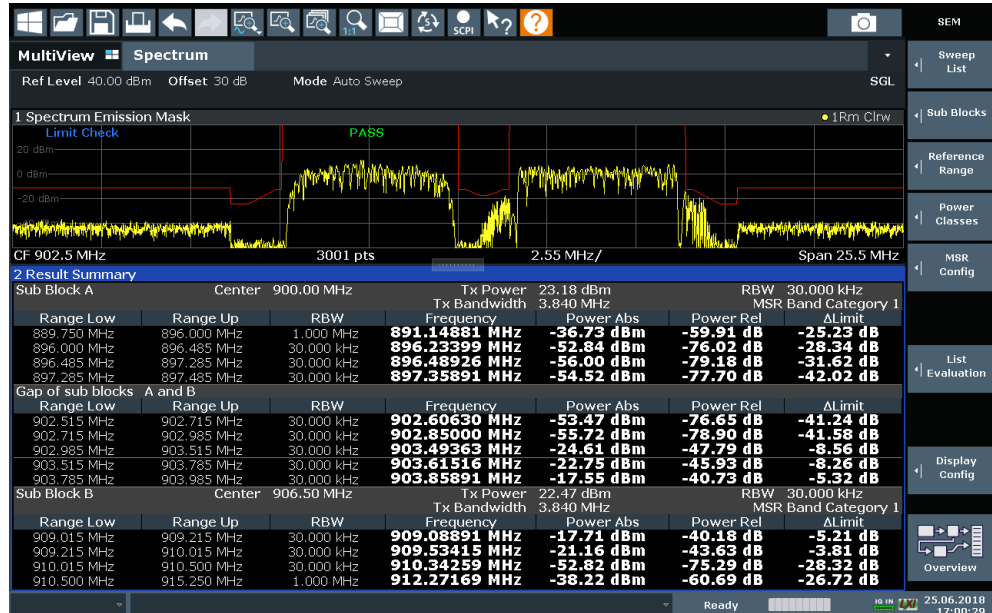 1:1
SCPI
SEM
MultiView Spectrum
Ref Level 40.00 dBm Offset 30 dB Mode Auto Sweep SGL
1 Spectrum Emission Mask 1Rm Clrw
Limit Check PASS
20 dBm
0 dBm
-20 dBm
-40 dBm
CF 902.5 MHz 3001 pts 2.55 MHz/ Span 25.5 MHz
2 Result Summary
Sub Block A Center 900.00 MHz Tx Power 23.18 dBm RBW 30.000 kHz
Tx Bandwidth 3.840 MHz MSR Band Category 1
Range Low Range Up RBW Frequency Power Abs Power Rel ΔLimit
889.750 MHz 896.000 MHz 1.000 MHz 891.14881 MHz -36.73 dBm -59.91 dB -25.23 dB
896.000 MHz 896.485 MHz 30.000 kHz 896.23399 MHz -52.84 dBm -76.02 dB -28.34 dB
896.485 MHz 897.285 MHz 30.000 kHz 896.48926 MHz -56.00 dBm -79.18 dB -31.62 dB
897.285 MHz 897.485 MHz 30.000 kHz 897.35891 MHz -54.52 dBm -77.70 dB -42.02 dB
Gap of sub blocks A and B
Range Low Range Up RBW Frequency Power Abs Power Rel ΔLimit
902.515 MHz 902.715 MHz 30.000 kHz 902.60630 MHz -53.47 dBm -76.65 dB -41.24 dB
902.715 MHz 902.985 MHz 30.000 kHz 902.85000 MHz -55.72 dBm -78.90 dB -41.58 dB
902.985 MHz 903.515 MHz 30.000 kHz 903.49363 MHz -24.61 dBm -47.79 dB -8.56 dB
903.515 MHz 903.785 MHz 30.000 kHz 903.61516 MHz -22.75 dBm -45.93 dB -8.26 dB
903.785 MHz 903.985 MHz 30.000 kHz 903.85891 MHz -17.55 dBm -40.73 dB -5.32 dB
Sub Block B Center 906.50 MHz Tx Power 22.47 dBm RBW 30.000 kHz
Tx Bandwidth 3.840 MHz MSR Band Category 1
Range Low Range Up RBW Frequency Power Abs Power Rel ΔLimit
909.015 MHz 909.215 MHz 30.000 kHz 909.08891 MHz -17.71 dBm -40.18 dB -5.21 dB
909.215 MHz 910.015 MHz 30.000 kHz 909.53415 MHz -21.16 dBm -43.63 dB -3.81 dB
910.015 MHz 910.500 MHz 30.000 kHz 910.34259 MHz -52.82 dBm -75.29 dB -28.32 dB
910.500 MHz 915.250 MHz 1.000 MHz 912.27169 MHz -38.22 dBm -60.69 dB -26.72 dB
Sweep
List
Sub Blocks
Reference
Range
Power
Classes
MSR
Config
List
Evaluation
Display
Config
Overview
Ready IQ IN LXI 25.06.2018
17:00:29